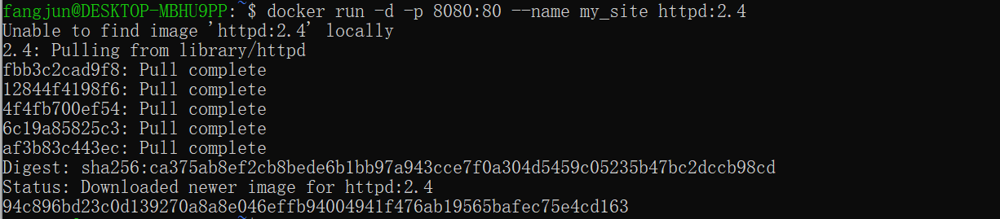 fangjun@DESKTOP-MBHU9PP:~$ docker run -d -p 8080:80 --name my_site httpd:2.4
Unable to find image 'httpd:2.4' locally
2.4: Pulling from library/httpd
fbb3c2cad9f8: Pull complete
12844f4198f6: Pull complete
4f4fb700ef54: Pull complete
6c19a85825c3: Pull complete
af3b83c443ec: Pull complete
Digest: sha256:ca375ab8ef2cb8bede6b1bb97a943cce7f0a304d5459c05235b47bc2dccb98cd
Status: Downloaded newer image for httpd:2.4
94c896bd23c0d139270a8a8e046effb94004941f476ab19565bafec75e4cd163